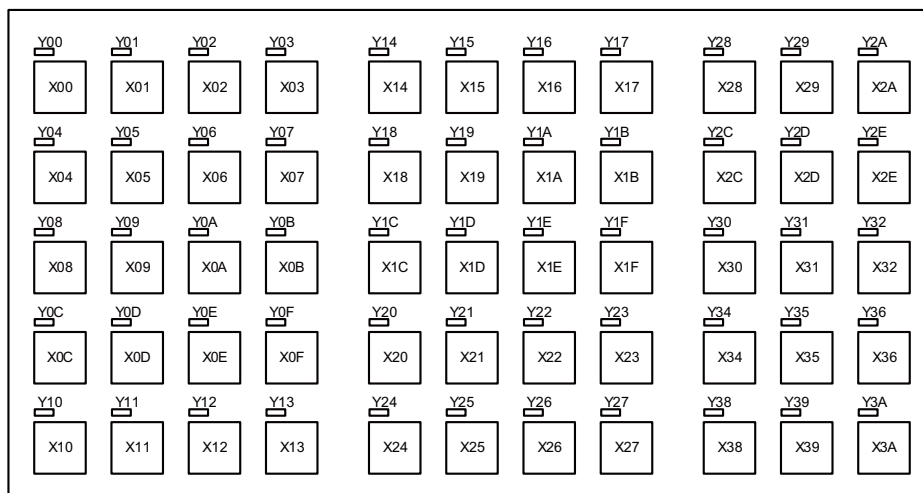 Y00 Y01 Y02 Y03 Y14 Y15 Y16 Y17 Y28 Y29 Y2A
X00 X01 X02 X03 X14 X15 X16 X17 X28 X29 X2A
Y04 Y05 Y06 Y07 Y18 Y19 Y1A Y1B Y2C Y2D Y2E
X04 X05 X06 X07 X18 X19 X1A X1B X2C X2D X2E
Y08 Y09 Y0A Y0B Y1C Y1D Y1E Y1F Y30 Y31 Y32
X08 X09 X0A X0B X1C X1D X1E X1F X30 X31 X32
Y0C Y0D Y0E Y0F Y20 Y21 Y22 Y23 Y34 Y35 Y36
X0C X0D X0E X0F X20 X21 X22 X23 X34 X35 X36
Y10 Y11 Y12 Y13 Y24 Y25 Y26 Y27 Y38 Y39 Y3A
X10 X11 X12 X13 X24 X25 X26 X27 X38 X39 X3A